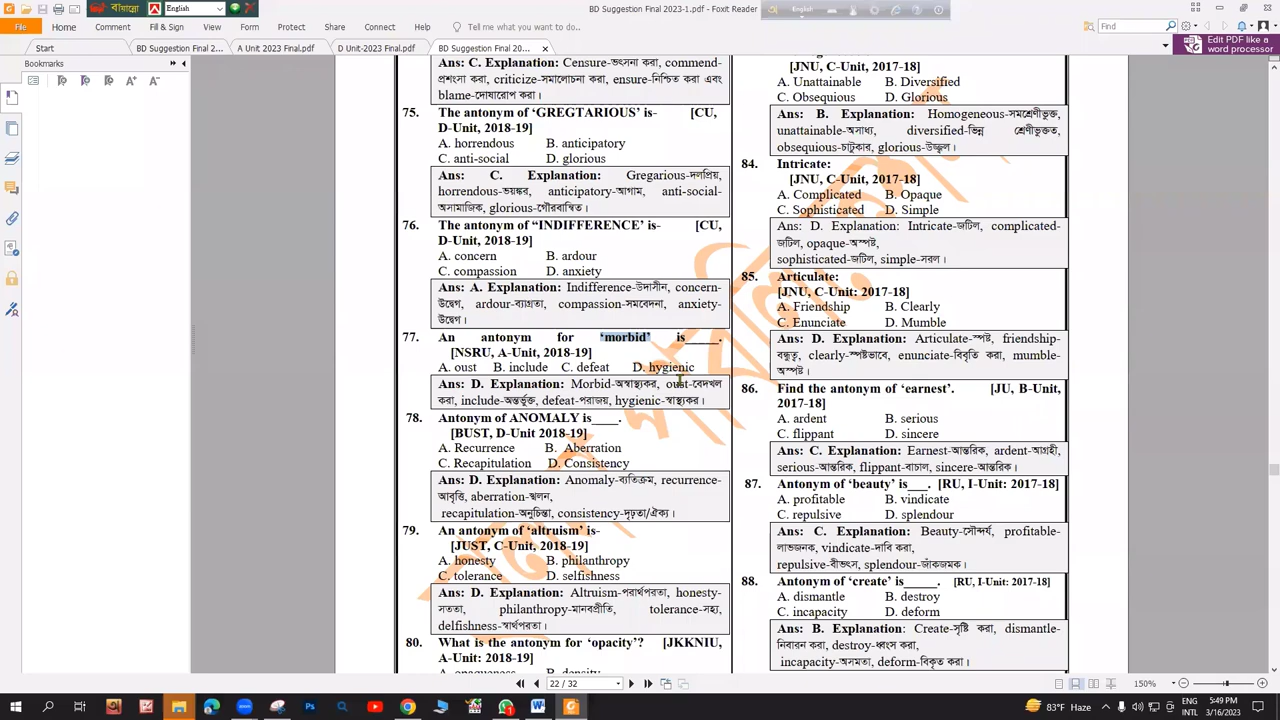 BD Suggestion Final 2023-1.pdf - Foxit Reader
English
English
File Home Comment Fill & Sign View Form Protect Share Connect Help Tell me what you want to do...
Find
Start BD Suggestion Final 2... A Unit 2023 Final.pdf D Unit-2023 Final.pdf BD Suggestion Final 20...
Edit PDF like a
word processor
Bookmarks
Ans: C. Explanation: Censure-ভৎসনা করা, commend-
প্রশংসা করা, criticize-সমালোচনা করা, ensure-নিশ্চিত করা এবং
blame-দোষারোপ করা।
75. The antonym of ‘GREGTARIOUS’ is- [CU,
D-Unit, 2018-19]
A. horrendous B. anticipatory
C. anti-social D. glorious
Ans: C. Explanation: Gregarious-দলপ্রিয়,
horrendous-ভয়ঙ্কর, anticipatory-আগাম, anti-social-
অসামাজিক, glorious-গৌরবান্বিত।
76. The antonym of “INDIFFERENCE’ is- [CU,
D-Unit, 2018-19]
A. concern B. ardour
C. compassion D. anxiety
Ans: A. Explanation: Indifference-উদাসীন, concern-
উদ্বেগ, ardour-ব্যগ্রতা, compassion-সমবেদনা, anxiety-
উদ্বেগ।
77. An antonym for ‘morbid’ is____.
[NSRU, A-Unit, 2018-19]
A. oust B. include C. defeat D. hygienic
Ans: D. Explanation: Morbid-অস্বাস্থ্যকর, oust-বেদখল
করা, include-অন্তর্ভুক্ত, defeat-পরাজয়, hygienic-স্বাস্থ্যকর।
78. Antonym of ANOMALY is____.
[BUST, D-Unit 2018-19]
A. Recurrence B. Aberration
C. Recapitulation D. Consistency
Ans: D. Explanation: Anomaly-ব্যতিক্রম, recurrence-
আবৃত্তি, aberration-স্খলন,
recapitulation-অনুচিন্তা, consistency-দৃঢ়তা/ঐক্য।
79. An antonym of ‘altruism’ is-
[JUST, C-Unit, 2018-19]
A. honesty B. philanthropy
C. tolerance D. selfishness
Ans: D. Explanation: Altruism-পরার্থপরতা, honesty-
সততা, philanthropy-মানবপ্রীতি, tolerance-সহ্য,
delfishness-স্বার্থপরতা।
80. What is the antonym for ‘opacity’? [JKKNIU,
A-Unit: 2018-19]
A. opaqueness B. density
[JNU, C-Unit, 2017-18]
A. Unattainable B. Diversified
C. Obsequious D. Glorious
Ans: B. Explanation: Homogeneous-সমশ্রেণীভুক্ত,
unattainable-অসাধ্য, diversified-ভিন্ন শ্রেণীভুক্তত,
obsequious-চাটুকার, glorious-উজ্জ্বল।
84. Intricate:
[JNU, C-Unit, 2017-18]
A. Complicated B. Opaque
C. Sophisticated D. Simple
Ans: D. Explanation: Intricate-জটিল, complicated-
জটিল, opaque-অস্পষ্ট,
sophisticated-জটিল, simple-সরল।
85. Articulate:
[JNU, C-Unit: 2017-18]
A. Friendship B. Clearly
C. Enunciate D. Mumble
Ans: D. Explanation: Articulate-স্পষ্ট, friendship-
বন্ধুত্ব, clearly-স্পষ্টভাবে, enunciate-বিবৃতি করা, mumble-
অস্পষ্ট।
86. Find the antonym of ‘earnest’. [JU, B-Unit,
2017-18]
A. ardent B. serious
C. flippant D. sincere
Ans: C. Explanation: Earnest-আন্তরিক, ardent-আগ্রহী,
serious-আন্তরিক, flippant-বাচাল, sincere-আন্তরিক।
87. Antonym of ‘beauty’ is___. [RU, I-Unit: 2017-18]
A. profitable B. vindicate
C. repulsive D. splendour
Ans: C. Explanation: Beauty-সৌন্দর্য, profitable-
লাভজনক, vindicate-দাবি করা,
repulsive-বীভৎস, splendour-জাঁকজমক।
88. Antonym of ‘create’ is_____. [RU, I-Unit: 2017-18]
A. dismantle B. destroy
C. incapacity D. deform
Ans: B. Explanation: Create-সৃষ্টি করা, dismantle-
নিবারন করা, destroy-ধ্বংস করা,
incapacity-অসমতা, deform-বিকৃত করা।
22 / 32
150%
83°F Haze
ENG
INTL
5:49 PM
3/16/2023